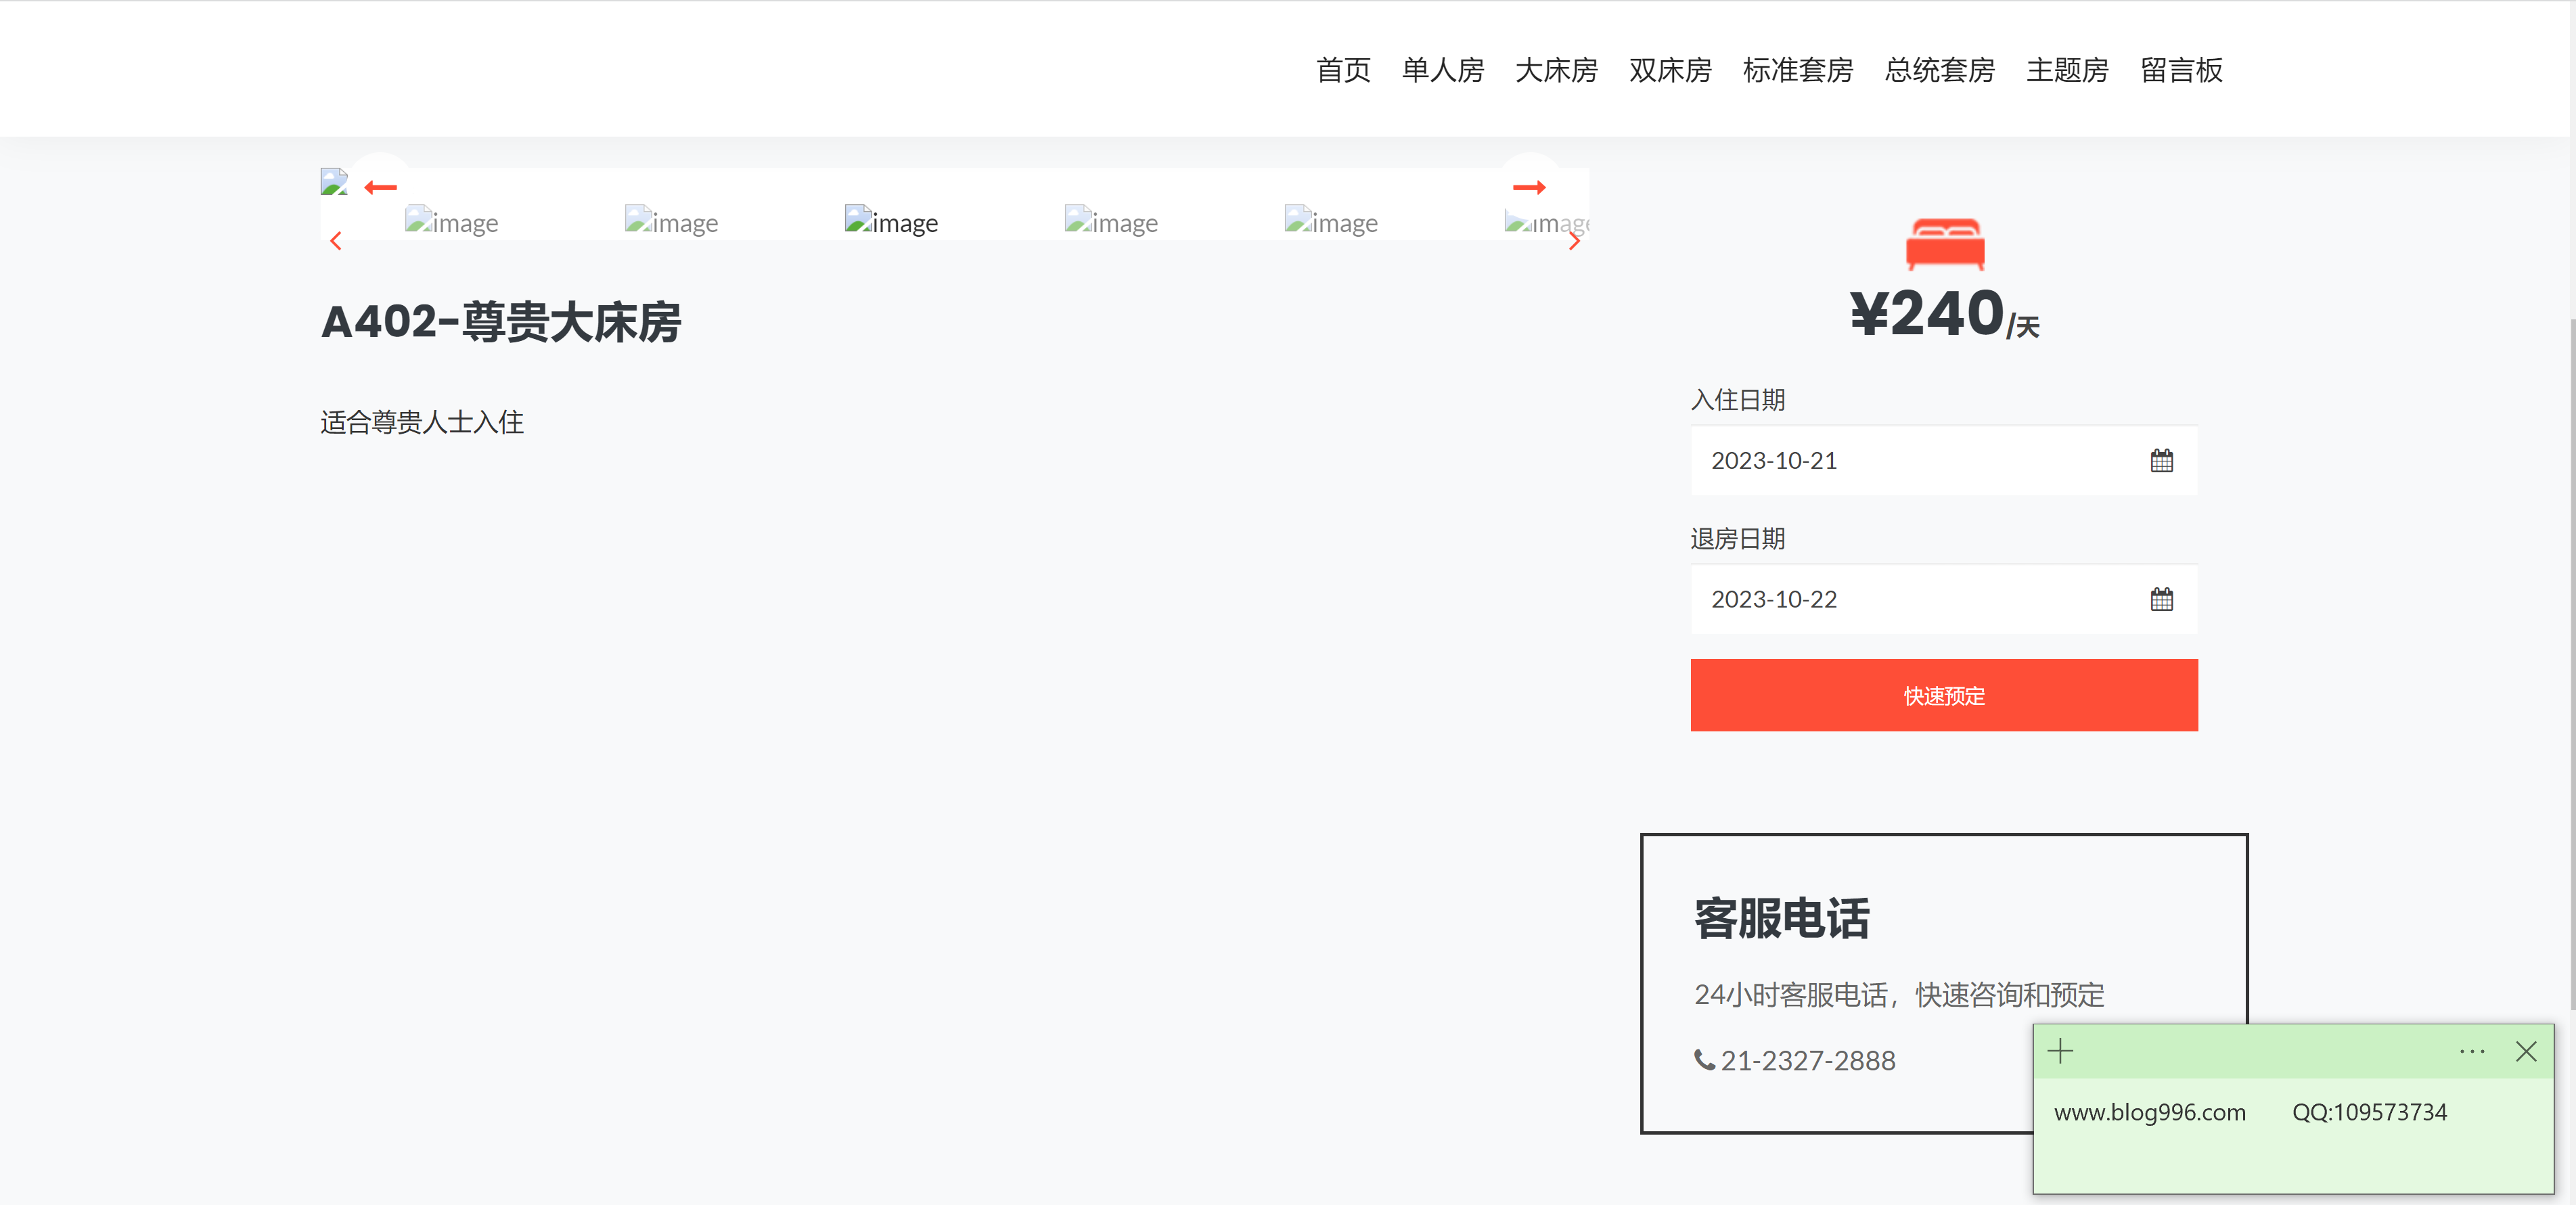 首页 单人房 大床房 双床房 标准套房 总统套房 主题房 留言板
image image image image image image
A402-尊贵大床房
适合尊贵人士入住
¥240/天
入住日期
2023-10-21
退房日期
2023-10-22
快速预定
客服电话
24小时客服电话，快速咨询和预定
21-2327-2888
www.blog996.com QQ:109573734